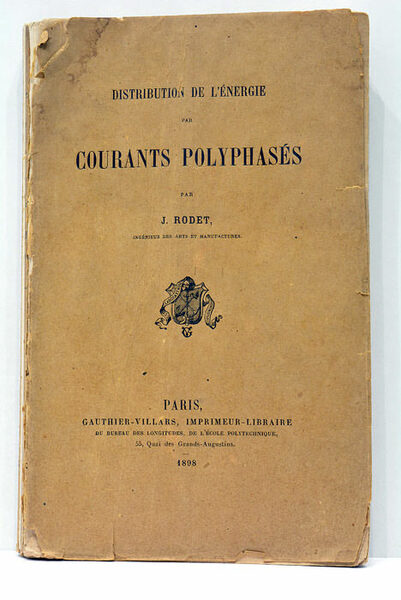 DISTRIBUTION DE L'ÉNERGIE
PAR
COURANTS POLYPHASÉS
PAR
J. RODET,
INGÉNIEUR DES ARTS ET MANUFACTURES.
PARIS,
GAUTHIER-VILLARS, IMPRIMEUR-LIBRAIRE
DU BUREAU DES LONGITUDES, DE L'ÉCOLE POLYTECHNIQUE,
55, Quai des Grands-Augustins.
1898